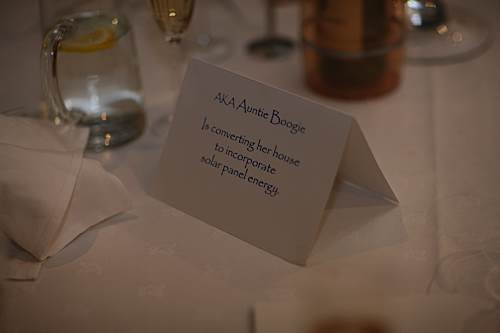 AKA Auntie Boogie
Is converting her house
to incorporate
solar panel energy.